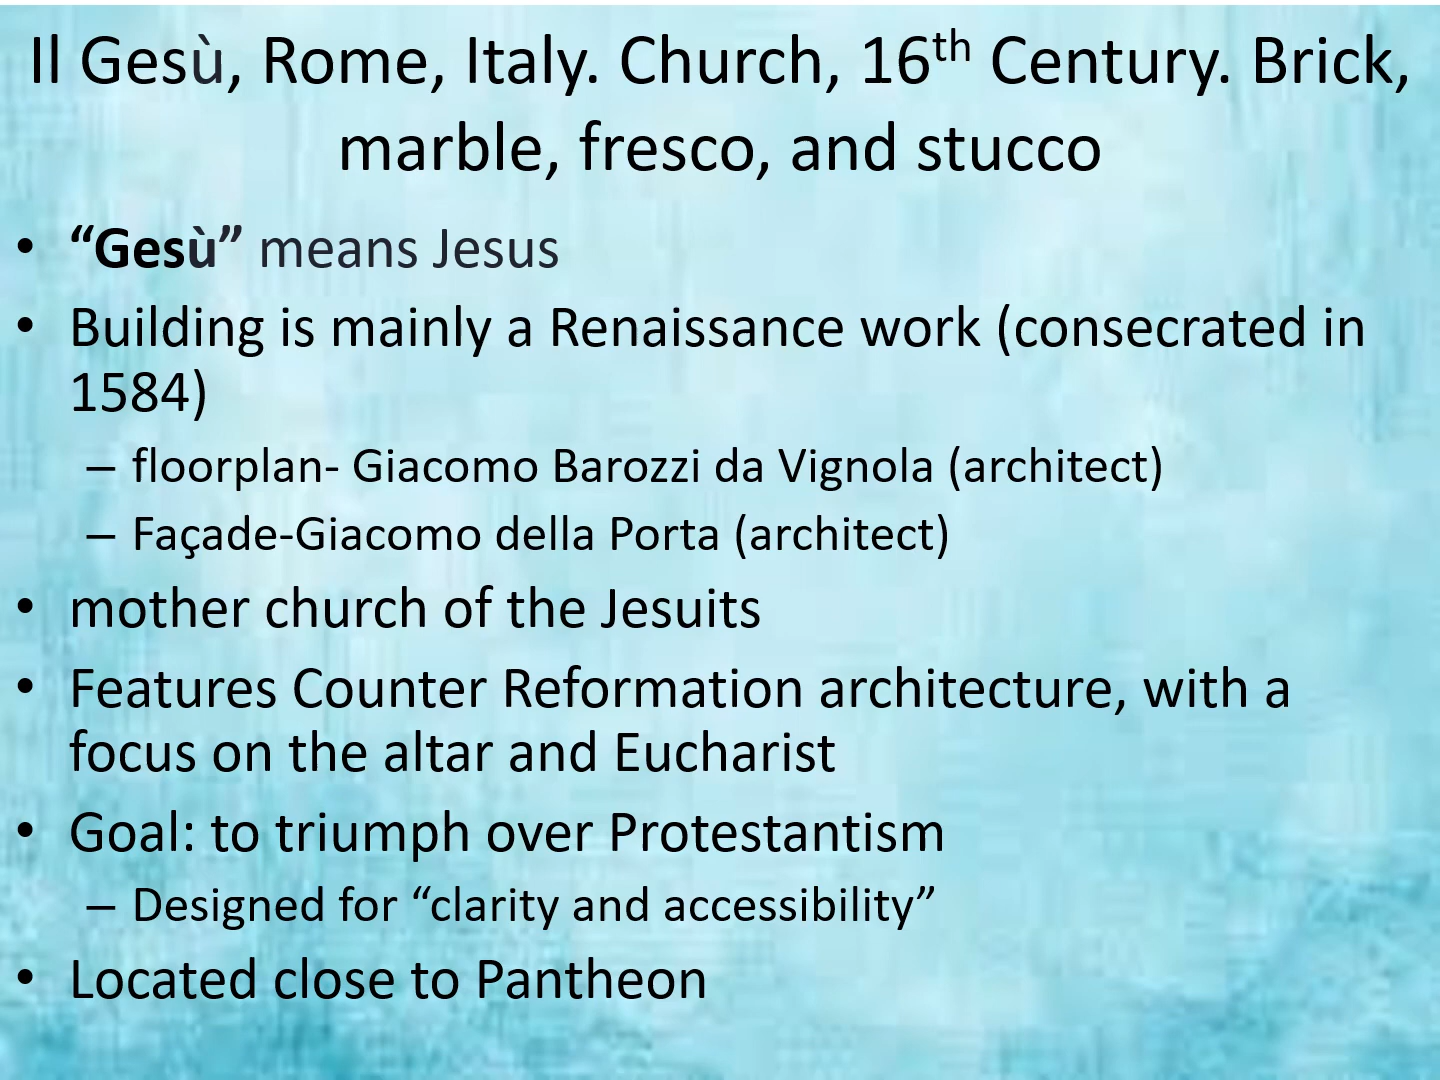 Il Gesù, Rome, Italy. Church, 16th Century. Brick,
marble, fresco, and stucco
• “Gesù” means Jesus
• Building is mainly a Renaissance work (consecrated in
1584)
– floorplan- Giacomo Barozzi da Vignola (architect)
– Façade-Giacomo della Porta (architect)
• mother church of the Jesuits
• Features Counter Reformation architecture, with a
focus on the altar and Eucharist
• Goal: to triumph over Protestantism
– Designed for “clarity and accessibility”
• Located close to Pantheon